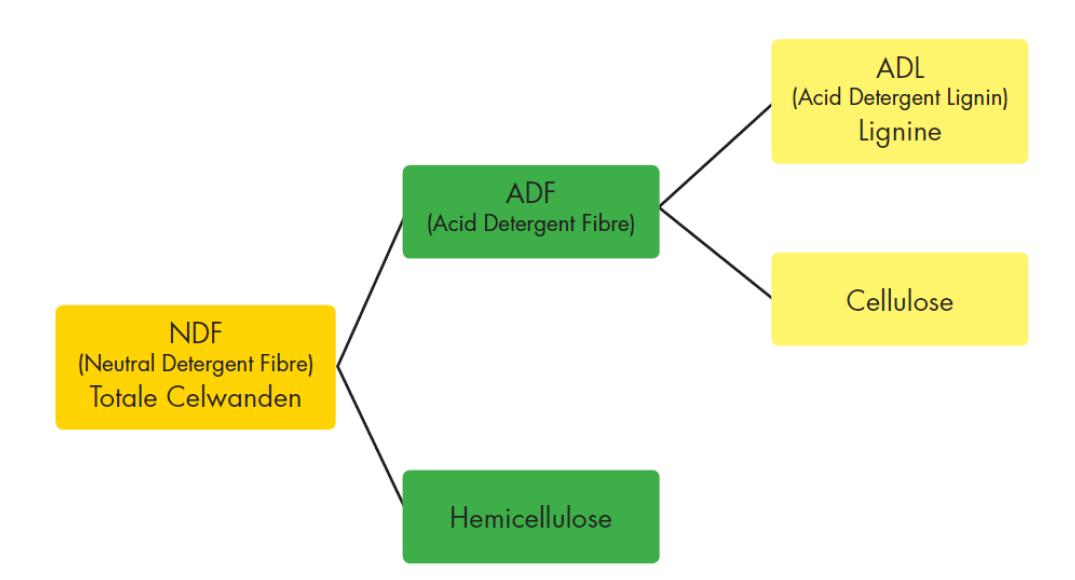 ADL
(Acid Detergent Lignin)
Lignine
ADF
(Acid Detergent Fibre)
Cellulose
NDF
(Neutral Detergent Fibre)
Totale Celwanden
Hemicellulose